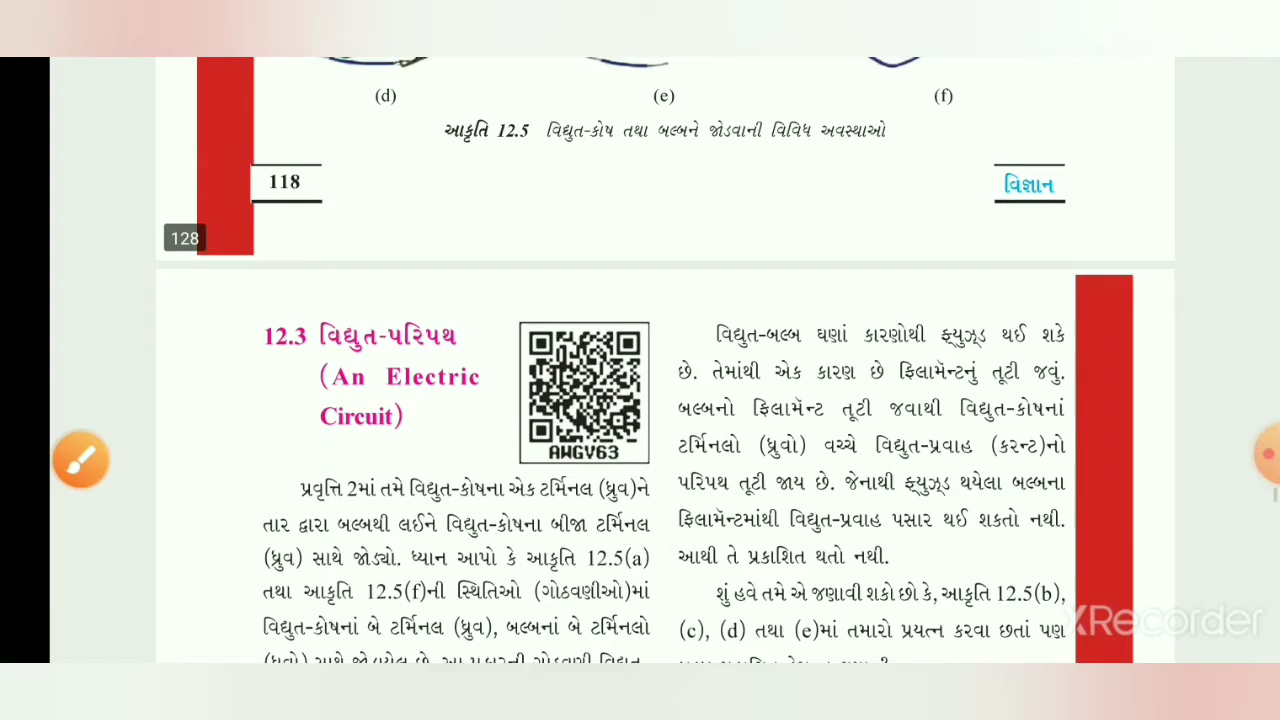 (d)
(e)
(f)
આકૃતિ 12.5 વિદ્યુત-કોષ તથા બલ્બને જોડવાની વિવિધ અવસ્થાઓ
118
વિજ્ઞાન
128
12.3 વિદ્યુત-પરિપથ
(An Electric
Circuit)
AWGV63
પ્રવૃત્તિ 2માં તમે વિદ્યુત-કોષના એક ટર્મિનલ (ધ્રુવ)ને
તાર દ્વારા બલ્બથી લઈને વિદ્યુત-કોષના બીજા ટર્મિનલ
(ધ્રુવ) સાથે જોડ્યો. ધ્યાન આપો કે આકૃતિ 12.5(a)
તથા આકૃતિ 12.5(f)ની સ્થિતિઓ (ગોઠવણીઓ)માં
વિદ્યુત-કોષનાં બે ટર્મિનલ (ધ્રુવ), બલ્બનાં બે ટર્મિનલો
વિદ્યુત-બલ્બ ઘણાં કારણોથી ફ્યુઝ્ડ થઈ શકે
છે. તેમાંથી એક કારણ છે ફિલામૅન્ટનું તૂટી જવું.
બલ્બનો ફિલામૅન્ટ તૂટી જવાથી વિદ્યુત-કોષનાં
ટર્મિનલો (ધ્રુવો) વચ્ચે વિદ્યુત-પ્રવાહ (કરન્ટ)નો
પરિપથ તૂટી જાય છે. જેનાથી ફ્યુઝ્ડ થયેલા બલ્બના
ફિલામૅન્ટમાંથી વિદ્યુત-પ્રવાહ પસાર થઈ શકતો નથી.
આથી તે પ્રકાશિત થતો નથી.
શું હવે તમે એ જણાવી શકો છો કે, આકૃતિ 12.5(b),
(c), (d) તથા (e)માં તમારો પ્રયત્ન કરવા છતાં પણ
XRecorder